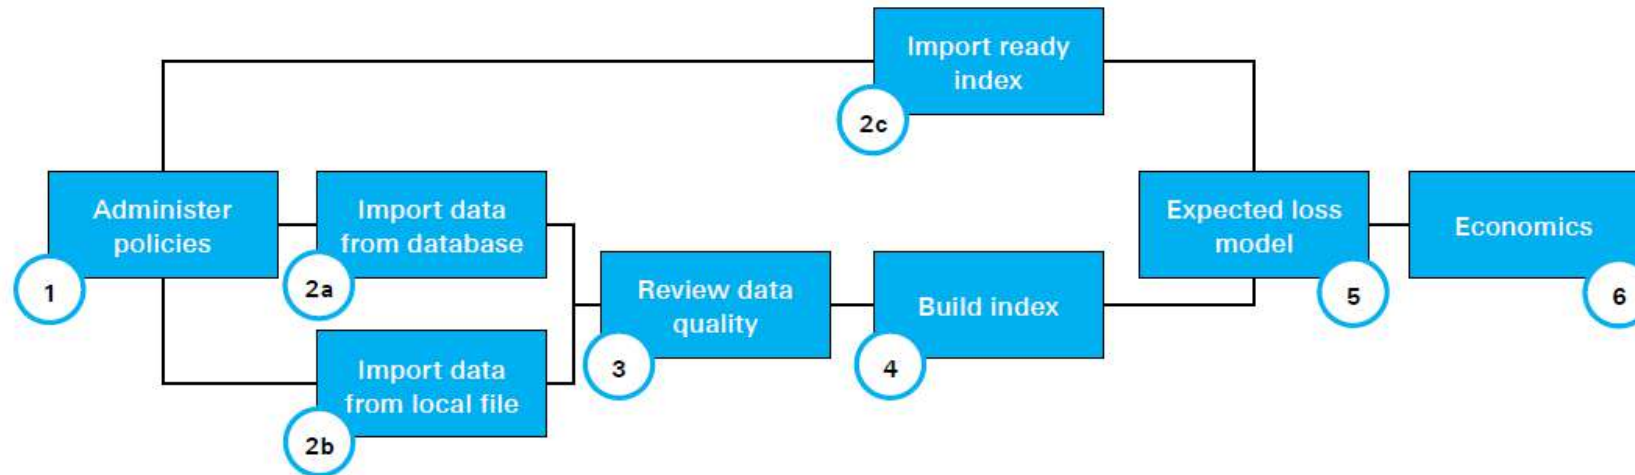 Import ready
index
2c
Administer
policies
1
Import data
from database
2a
Import data
from local file
2b
Review data
quality
3
Build index
4
Expected loss
model
5
Economics
6